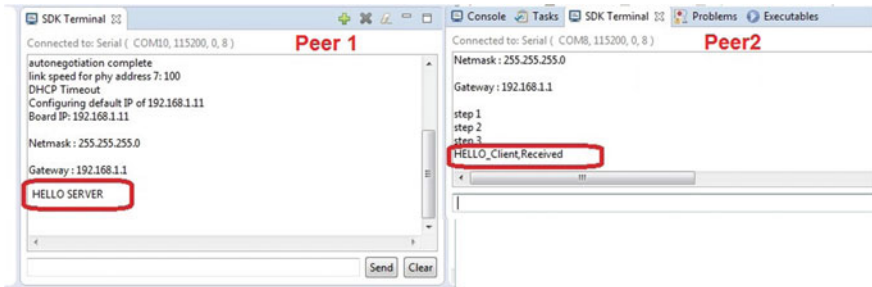 SDK Terminal
Connected to: Serial ( COM10, 115200, 0, 8 )
Peer 1
autonegotiation complete
link speed for phy address 7: 100
DHCP Timeout
Configuring default IP of 192.168.1.11
Board IP: 192.168.1.11
Netmask : 255.255.255.0
Gateway : 192.168.1.1
HELLO SERVER
Send Clear
Console Tasks SDK Terminal Problems Executables
Connected to: Serial ( COM8, 115200, 0, 8 )
Peer2
Netmask : 255.255.255.0
Gateway : 192.168.1.1
step 1
step 2
step 3
HELLO_Client,Received